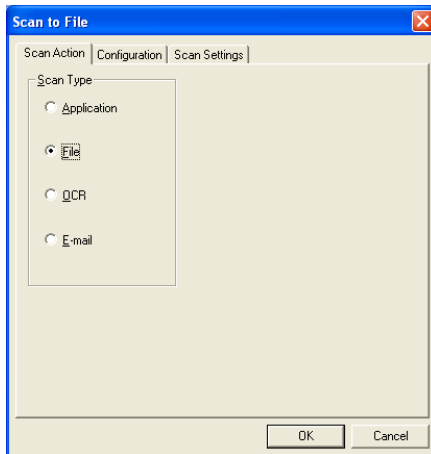 Scan to File
Scan Action Configuration Scan Settings
Scan Type
Application
File
OCR
E-mail
OK Cancel